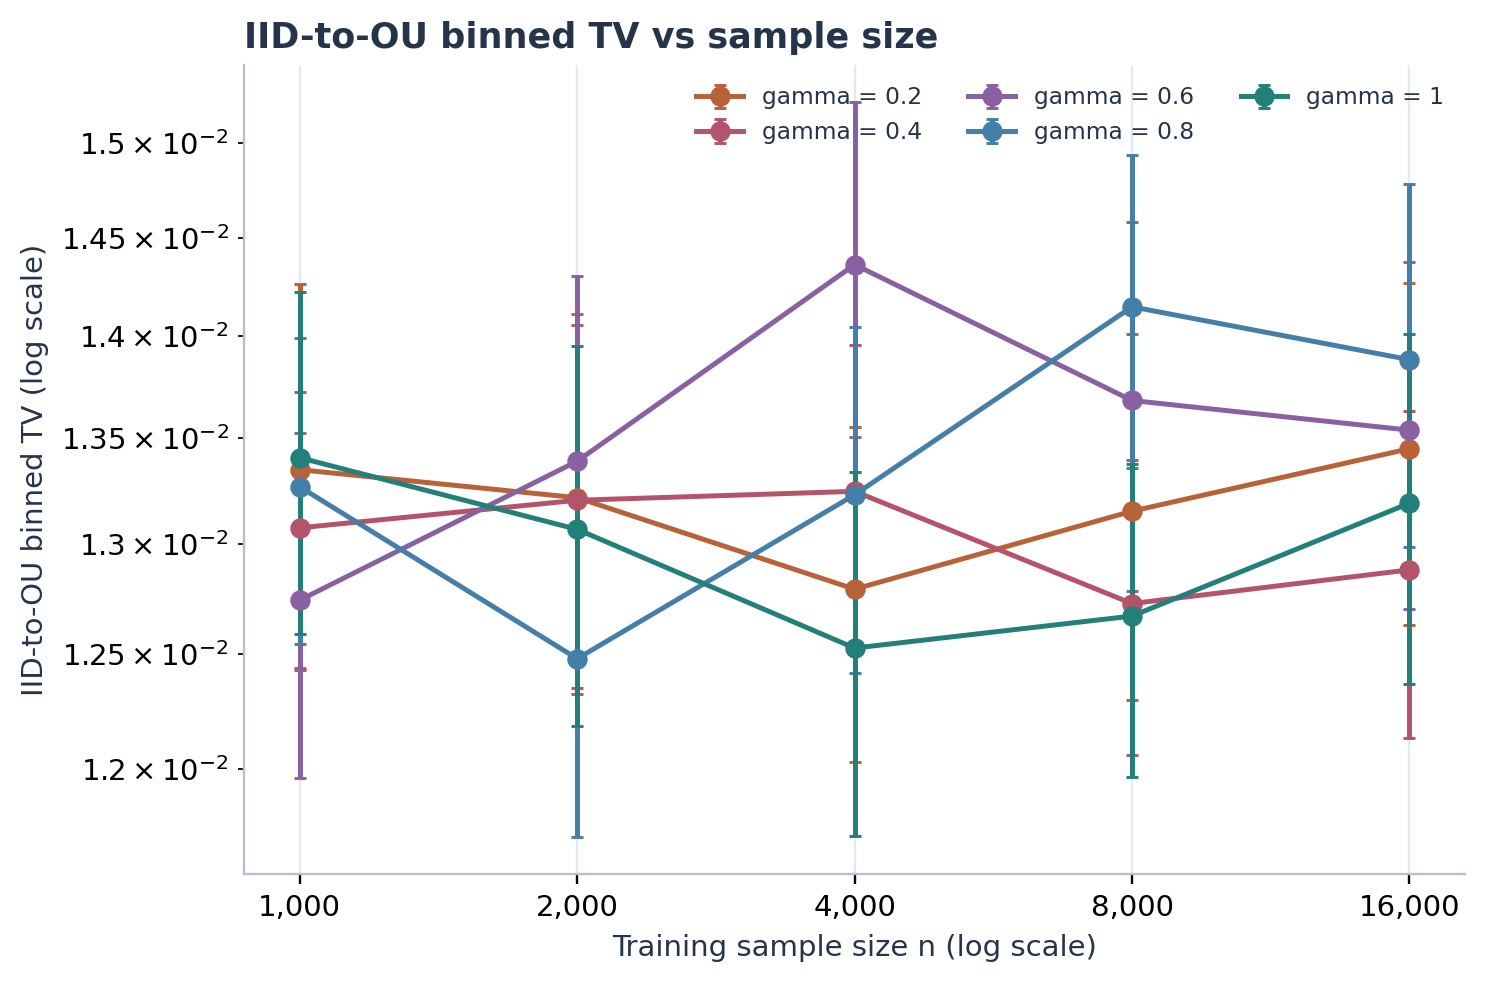 IID-to-OU binned TV vs sample size
gamma = 0.2
gamma = 0.4
gamma = 0.6
gamma = 0.8
gamma = 1
IID-to-OU binned TV (log scale)
1.5 × 10⁻²
1.45 × 10⁻²
1.4 × 10⁻²
1.35 × 10⁻²
1.3 × 10⁻²
1.25 × 10⁻²
1.2 × 10⁻²
1,000 2,000 4,000 8,000 16,000
Training sample size n (log scale)